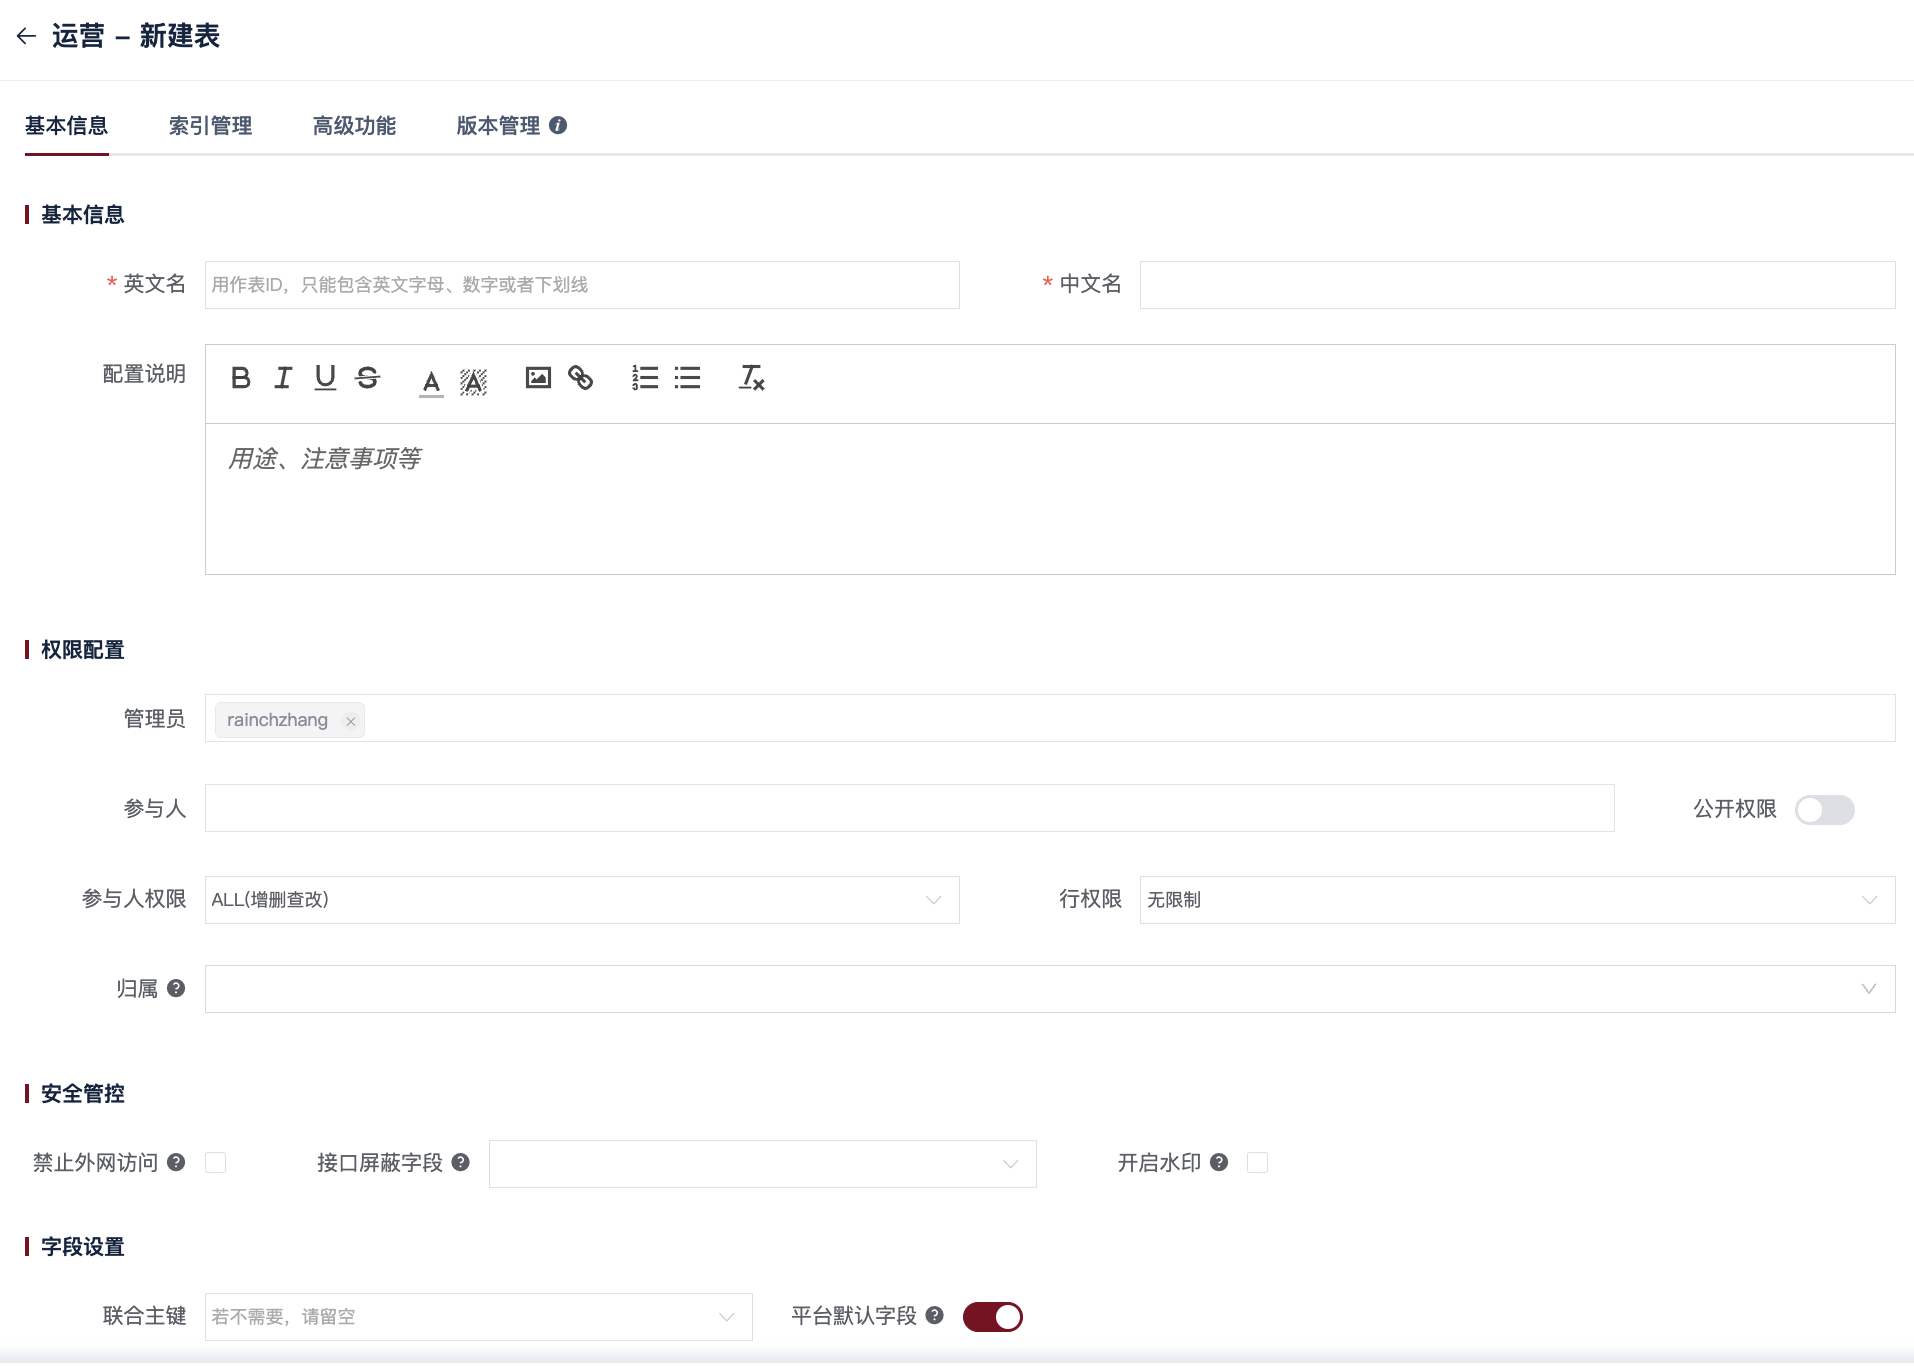 运营 – 新建表
基本信息 索引管理 高级功能 版本管理
基本信息
* 英文名 用作表ID，只能包含英文字母、数字或者下划线 * 中文名
配置说明
用途、注意事项等
权限配置
管理员 rainchzhang ×
参与人 公开权限
参与人权限 ALL(增删查改) 行权限 无限制
归属
安全管控
禁止外网访问 接口屏蔽字段 开启水印
字段设置
联合主键 若不需要，请留空 平台默认字段